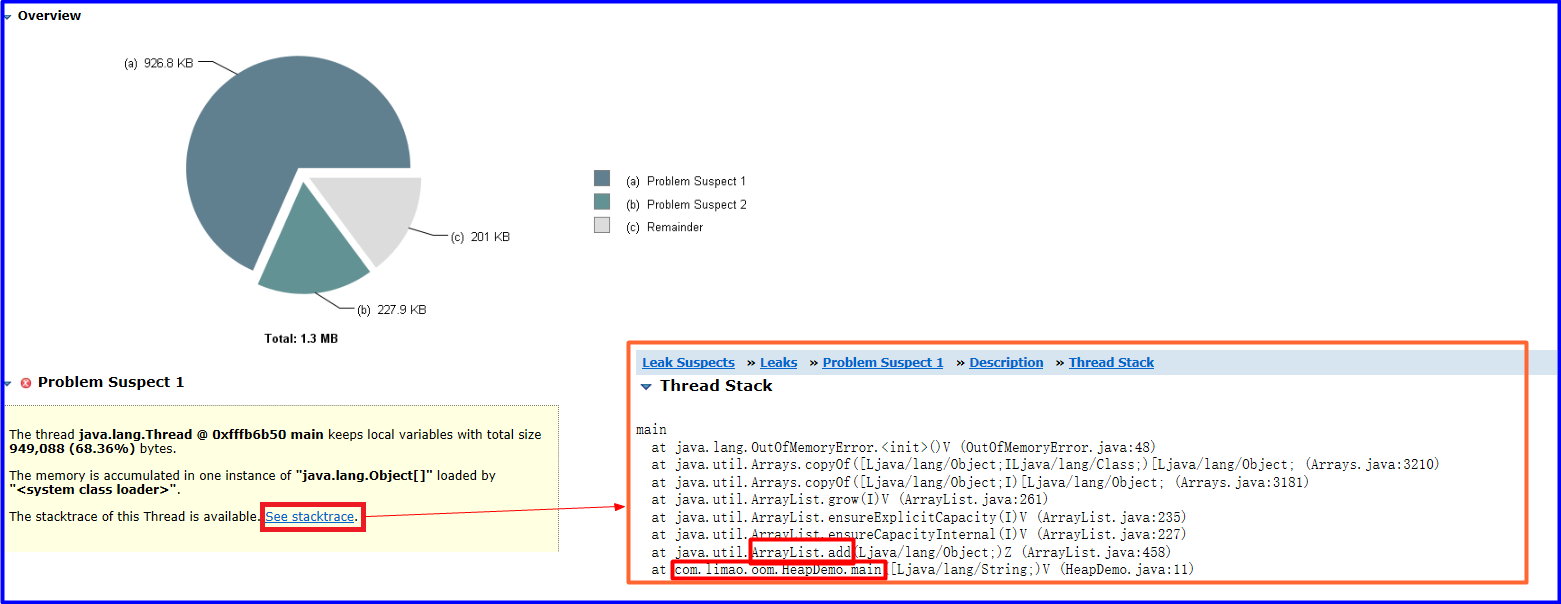 Overview
(a) 926.8 KB
(c) 201 KB
(b) 227.9 KB
Total: 1.3 MB
(a) Problem Suspect 1
(b) Problem Suspect 2
(c) Remainder
Problem Suspect 1
The thread java.lang.Thread @ 0xfffb6b50 main keeps local variables with total size
949,088 (68.36%) bytes.
The memory is accumulated in one instance of "java.lang.Object[]" loaded by
"<system class loader>".
The stacktrace of this Thread is available. See stacktrace.
Leak Suspects » Leaks » Problem Suspect 1 » Description » Thread Stack
Thread Stack
main
at java.lang.OutOfMemoryError.<init>()V (OutOfMemoryError.java:48)
at java.util.Arrays.copyOf([Ljava/lang/Object;ILjava/lang/Class;)[Ljava/lang/Object; (Arrays.java:3210)
at java.util.Arrays.copyOf([Ljava/lang/Object;I)[Ljava/lang/Object; (Arrays.java:3181)
at java.util.ArrayList.grow(I)V (ArrayList.java:261)
at java.util.ArrayList.ensureExplicitCapacity(I)V (ArrayList.java:235)
at java.util.ArrayList.ensureCapacityInternal(I)V (ArrayList.java:227)
at java.util.ArrayList.add(Ljava/lang/Object;)Z (ArrayList.java:458)
at com.limao.oom.HeapDemo.main([Ljava/lang/String;)V (HeapDemo.java:11)